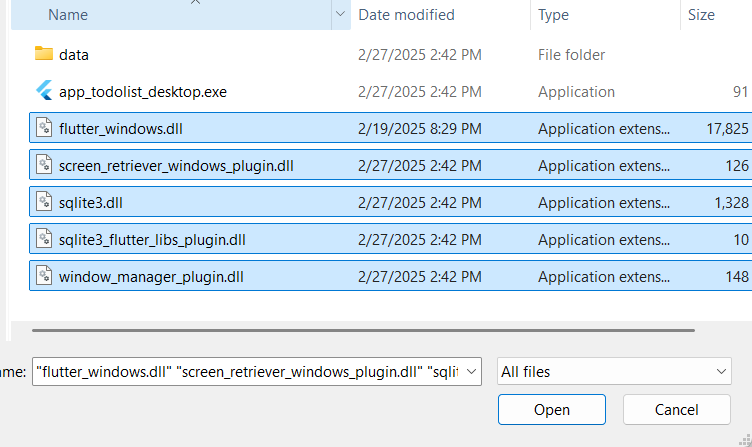 Name Date modified Type Size
data 2/27/2025 2:42 PM File folder
app_todolist_desktop.exe 2/27/2025 2:42 PM Application 91
flutter_windows.dll 2/19/2025 8:29 PM Application extens... 17,825
screen_retriever_windows_plugin.dll 2/27/2025 2:42 PM Application extens... 126
sqlite3.dll 2/27/2025 2:42 PM Application extens... 1,328
sqlite3_flutter_libs_plugin.dll 2/27/2025 2:42 PM Application extens... 10
window_manager_plugin.dll 2/27/2025 2:42 PM Application extens... 148
ame: "flutter_windows.dll" "screen_retriever_windows_plugin.dll" "sqlit All files
Open Cancel